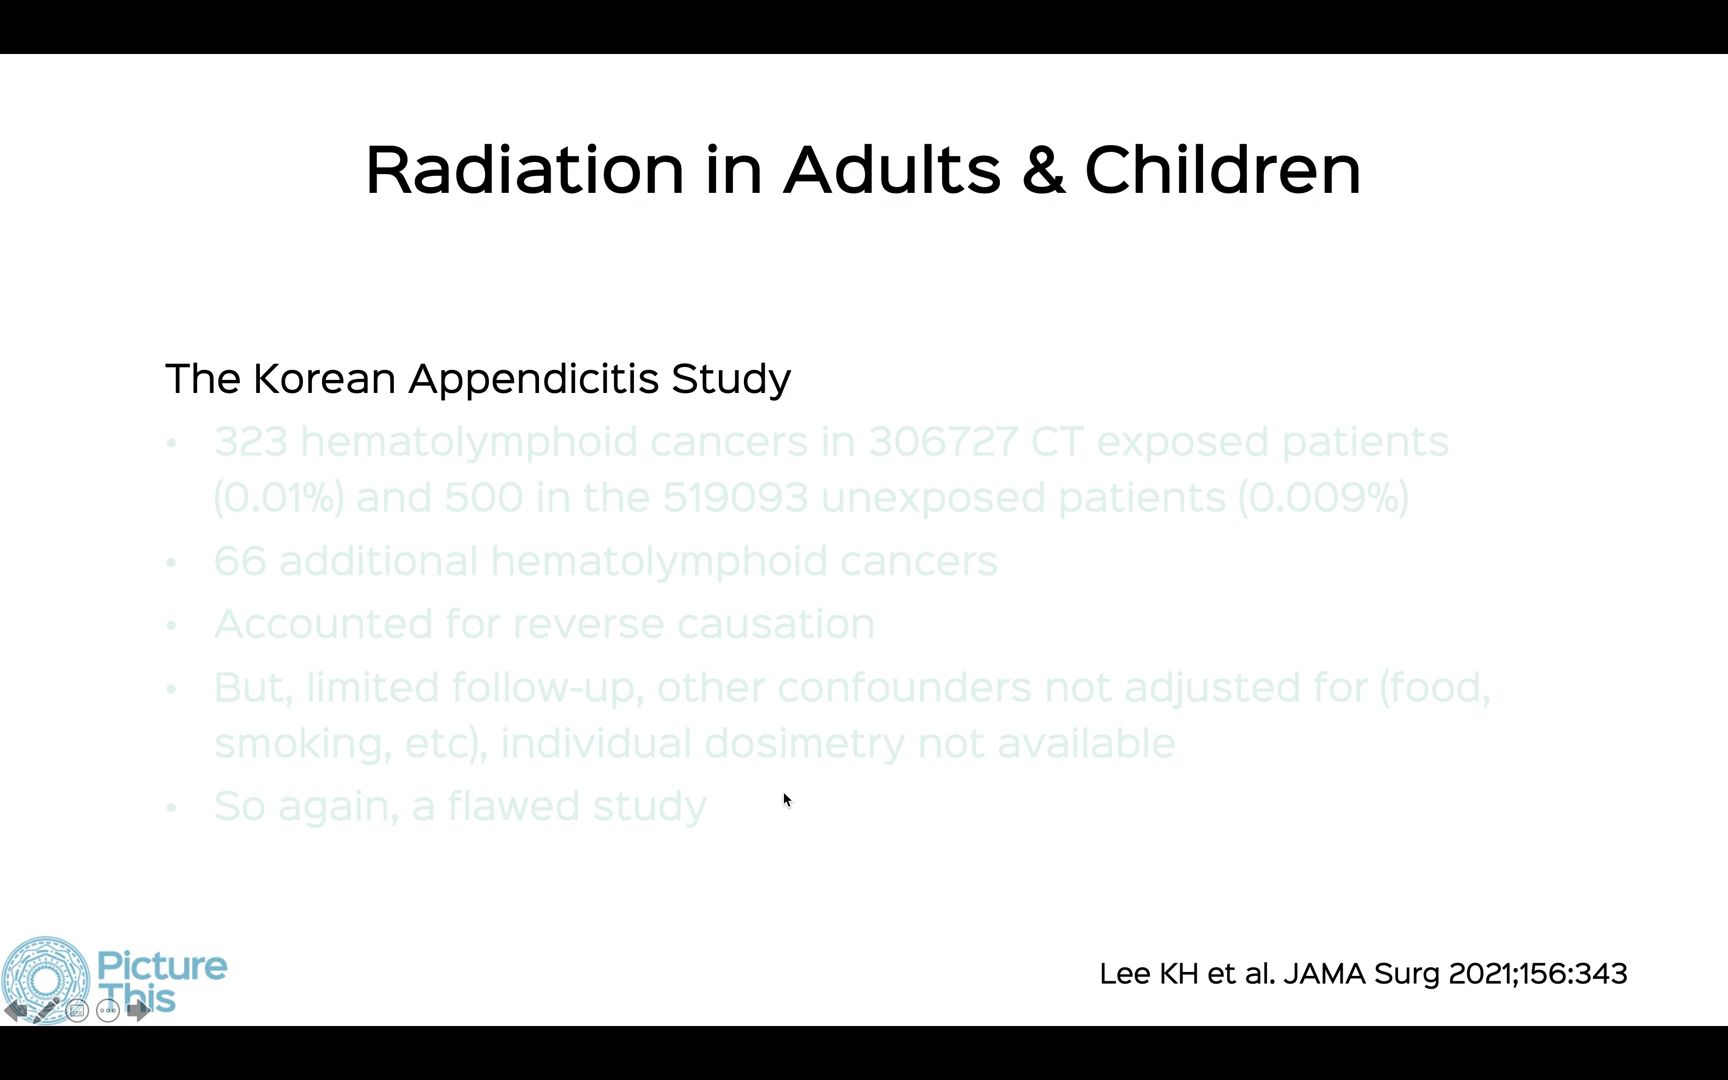 Radiation in Adults & Children
The Korean Appendicitis Study
• 323 hematolymphoid cancers in 306727 CT exposed patients
(0.01%) and 500 in the 519093 unexposed patients (0.009%)
• 66 additional hematolymphoid cancers
• Accounted for reverse causation
• But, limited follow-up, other confounders not adjusted for (food,
smoking, etc), individual dosimetry not available
• So again, a flawed study
Picture
This
Lee KH et al. JAMA Surg 2021;156:343